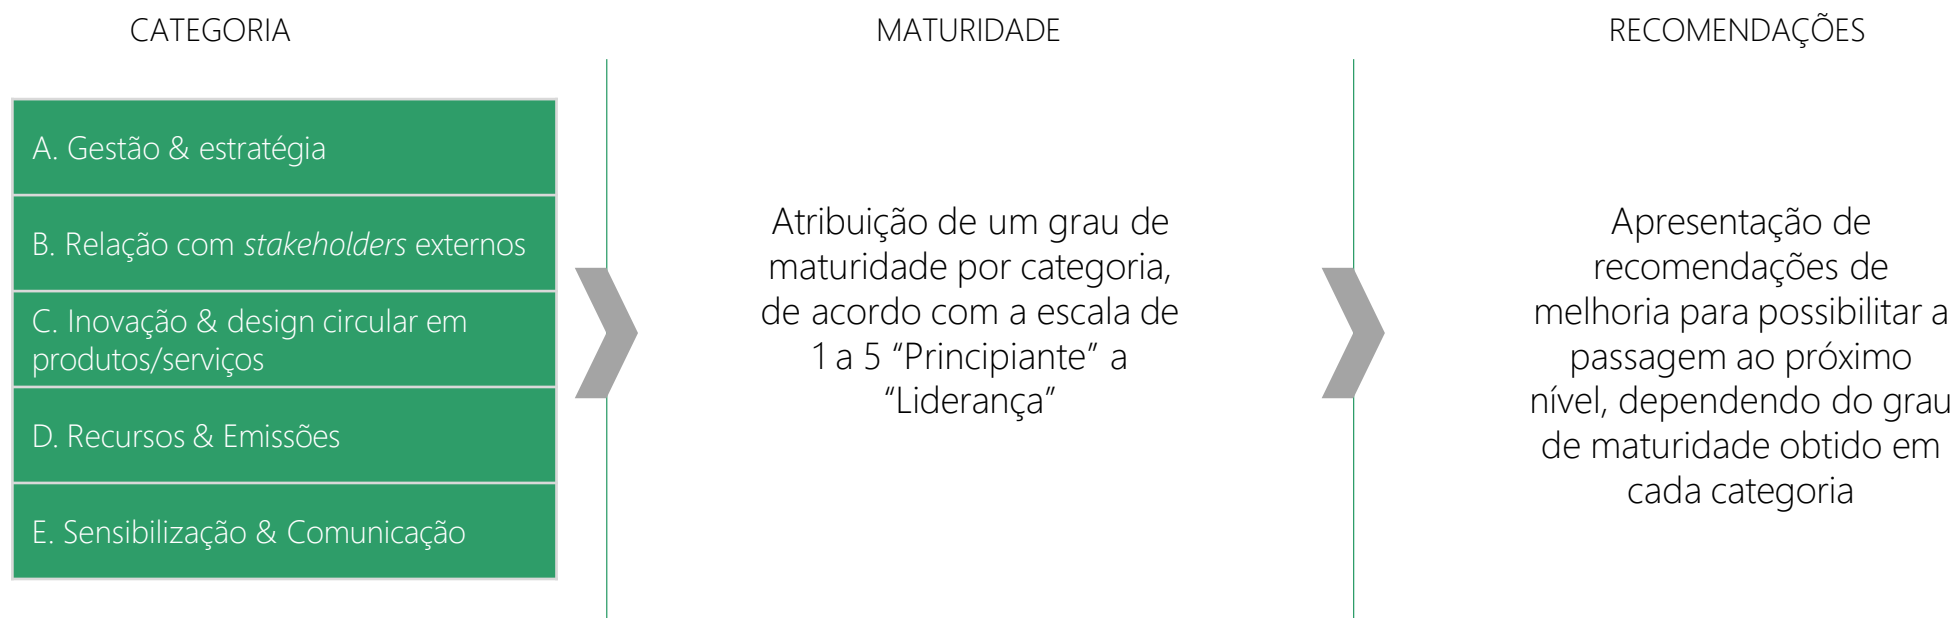 CATEGORIA
A. Gestão & estratégia
B. Relação com stakeholders externos
C. Inovação & design circular em
produtos/serviços
D. Recursos & Emissões
E. Sensibilização & Comunicação
MATURIDADE
Atribuição de um grau de
maturidade por categoria,
de acordo com a escala de
1 a 5 “Principiante” a
“Liderança”
RECOMENDAÇÕES
Apresentação de
recomendações de
melhoria para possibilitar a
passagem ao próximo
nível, dependendo do grau
de maturidade obtido em
cada categoria